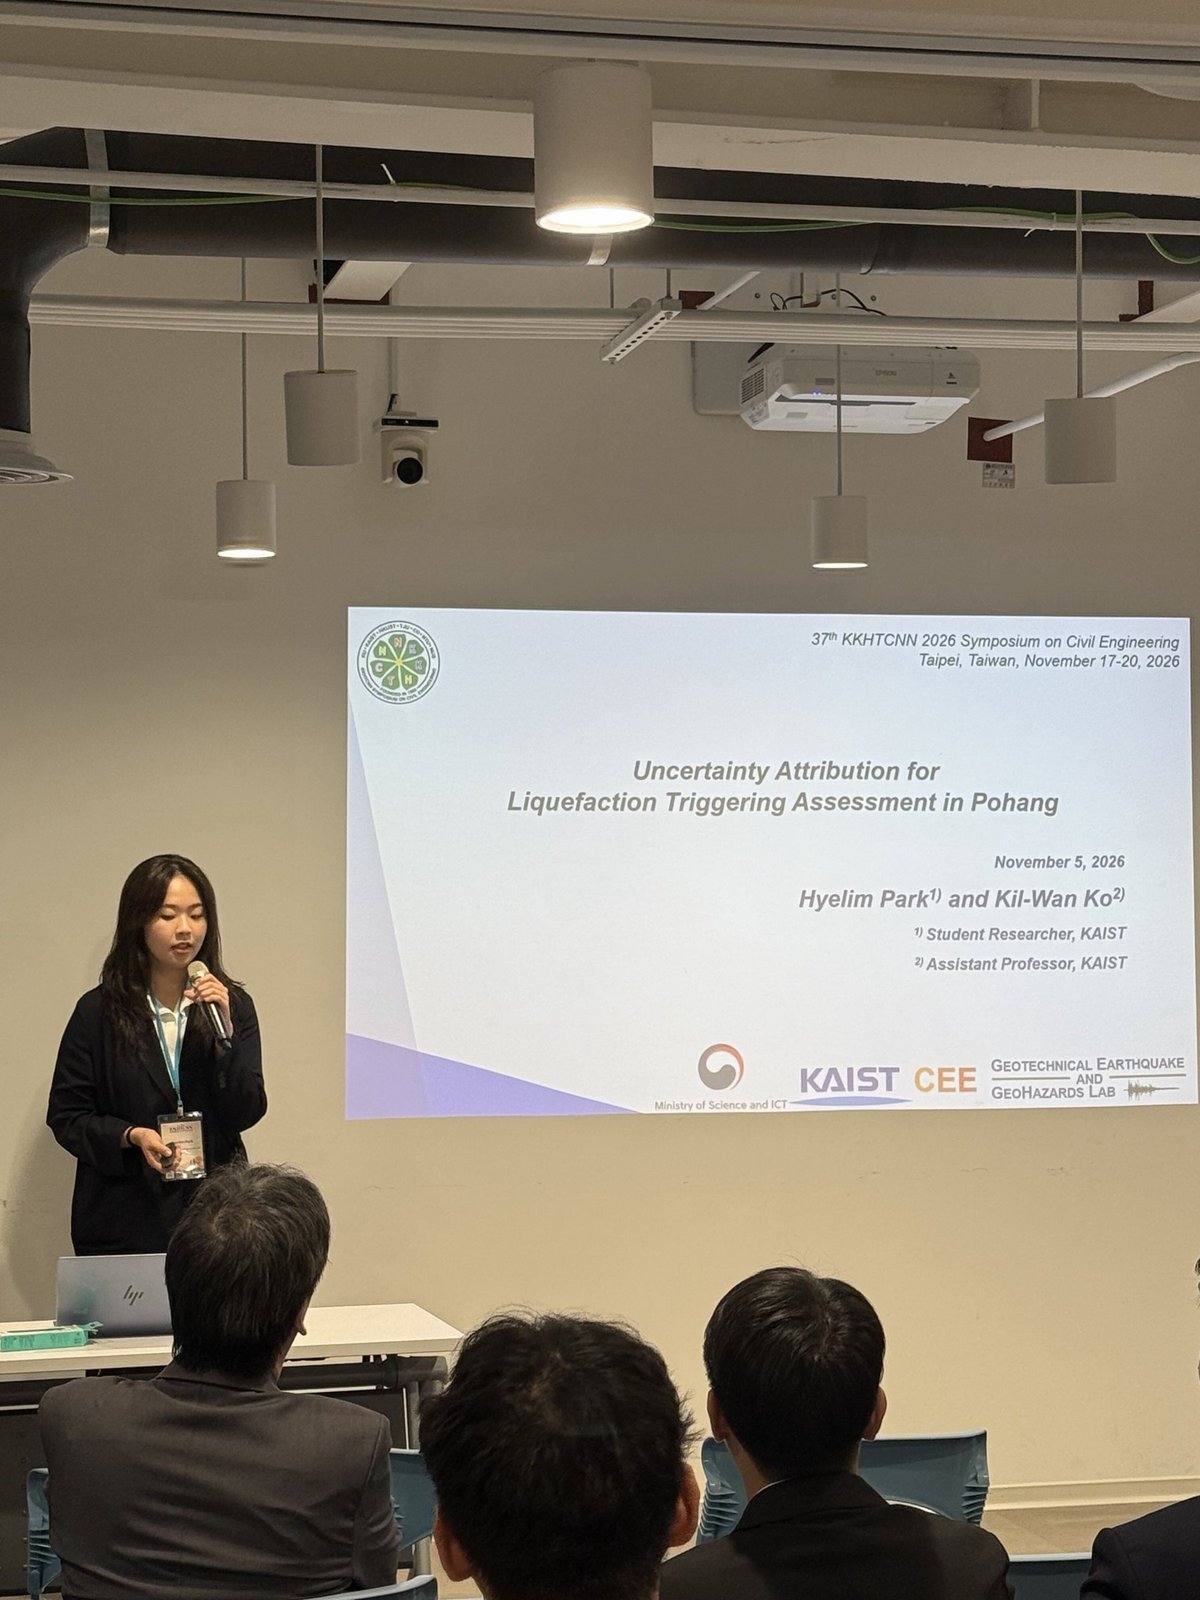 EPSON
37th KKHTCNN 2026 Symposium on Civil Engineering
Taipei, Taiwan, November 17-20, 2026
N
N
K
C
K
T
H
Uncertainty Attribution for
Liquefaction Triggering Assessment in Pohang
November 5, 2026
Hyelim Park1) and Kil-Wan Ko2)
1) Student Researcher, KAIST
2) Assistant Professor, KAIST
Ministry of Science and ICT
KAIST
CEE
GEOTECHNICAL EARTHQUAKE
AND
GEOHAZARDS LAB
hp